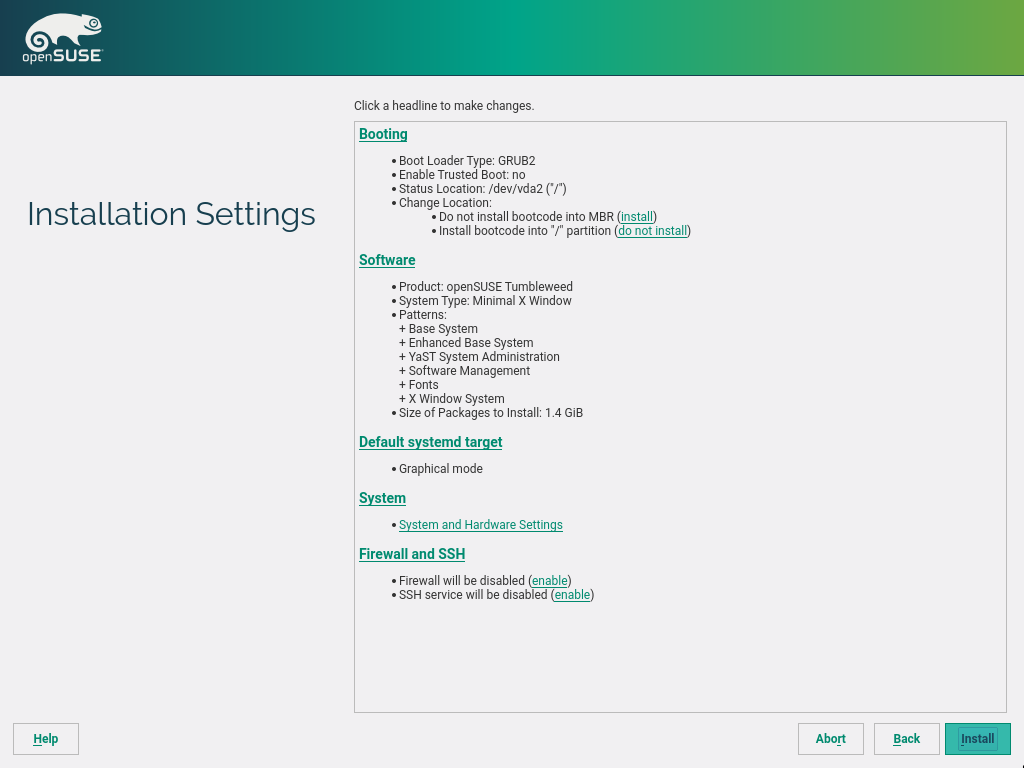 openSUSE
Click a headline to make changes.
Installation Settings
Booting
• Boot Loader Type: GRUB2
• Enable Trusted Boot: no
• Status Location: /dev/vda2 ("/")
• Change Location:
• Do not install bootcode into MBR (install)
• Install bootcode into "/" partition (do not install)
Software
• Product: openSUSE Tumbleweed
• System Type: Minimal X Window
• Patterns:
+ Base System
+ Enhanced Base System
+ YaST System Administration
+ Software Management
+ Fonts
+ X Window System
• Size of Packages to Install: 1.4 GiB
Default systemd target
• Graphical mode
System
• System and Hardware Settings
Firewall and SSH
• Firewall will be disabled (enable)
• SSH service will be disabled (enable)
Help Abort Back Install